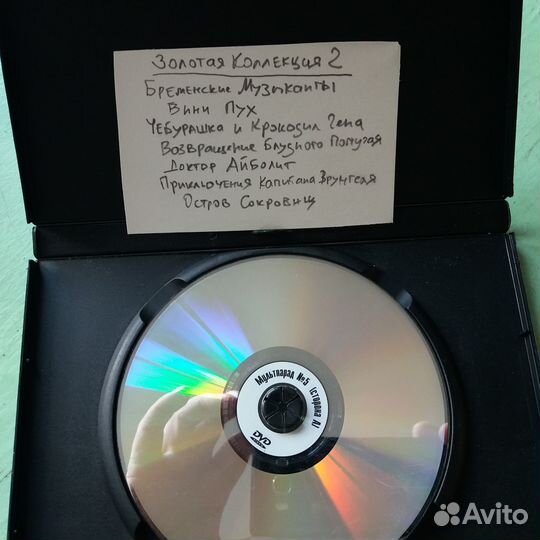 Золотая Коллекция 2
Бременские Музыканты
Вини Пух
Чебурашка и Крокодил Гена
Возвращение Блудного Попугая
Доктор Айболит
Приключения Капитана Врунгеля
Остров Сокровищ
Мультпарад №5 (сторона А)
DVD
Avito